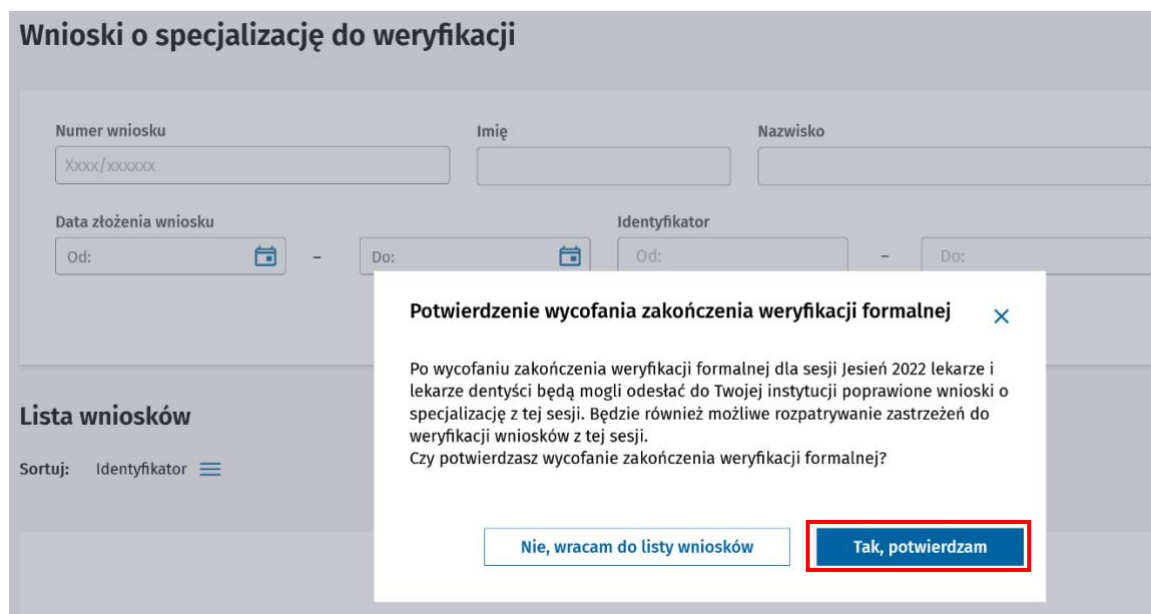 Wnioski o specjalizację do weryfikacji
Numer wniosku
Imię
Nazwisko
Xxxx/xxxxxx
Data złożenia wniosku
Identyfikator
Od:
–
Do:
Od:
–
Do:
Potwierdzenie wycofania zakończenia weryfikacji formalnej
Po wycofaniu zakończenia weryfikacji formalnej dla sesji Jesień 2022 lekarze i
lekarze dentyści będą mogli odesłać do Twojej instytucji poprawione wnioski o
specjalizację z tej sesji. Będzie również możliwe rozpatrywanie zastrzeżeń do
weryfikacji wniosków z tej sesji.
Czy potwierdzasz wycofanie zakończenia weryfikacji formalnej?
Nie, wracam do listy wniosków
Tak, potwierdzam
Lista wniosków
Sortuj: Identyfikator